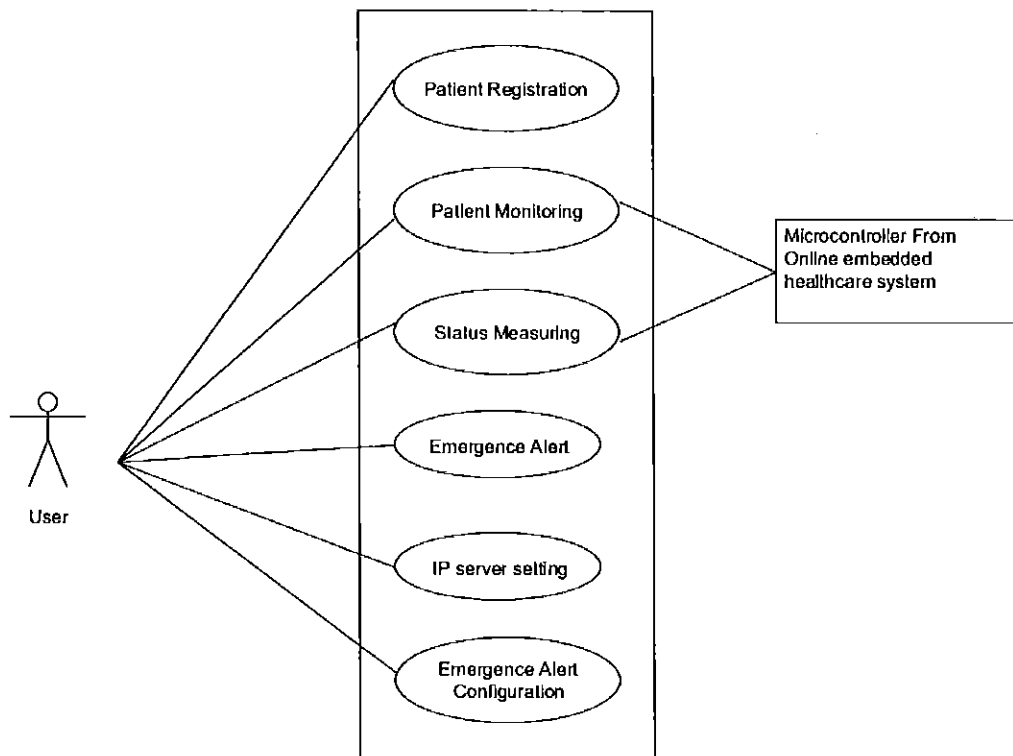 Patient Registration
Patient Monitoring
Microcontroller From
Online embedded
healthcare system
Status Measuring
Emergence Alert
User
IP server setting
Emergence Alert
Configuration